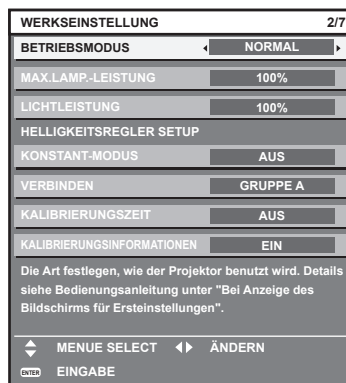 WERKSEINSTELLUNG 2/7
BETRIEBSMODUS NORMAL
MAX.LAMP.-LEISTUNG 100%
LICHTLEISTUNG 100%
HELLIGKEITSREGLER SETUP
KONSTANT-MODUS AUS
VERBINDEN GRUPPE A
KALIBRIERUNGSZEIT AUS
KALIBRIERUNGSINFORMATIONEN EIN
Die Art festlegen, wie der Projektor benutzt wird. Details
siehe Bedienungsanleitung unter "Bei Anzeige des
Bildschirms für Ersteinstellungen".
MENUE SELECT ÄNDERN
ENTER EINGABE